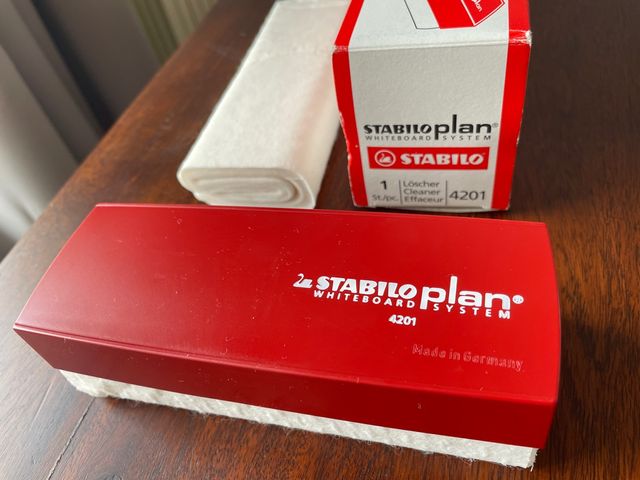 STABILOplan®
WHITEBOARD SYSTEM
STABILO®
1
St./pc.
Löscher
Cleaner
Effaceur
4201
STABILOplan®
WHITEBOARD SYSTEM
4201
Made in Germany